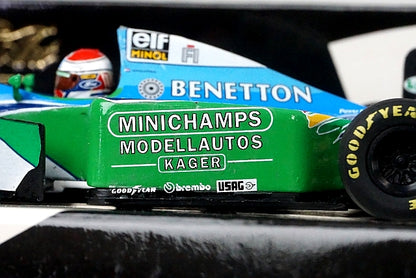 elf
MINOL
BENETTON
MINICHAMPS
MODELLAUTOS
KAGER
GOODYEAR
brembo
USAG
GOODYEAR